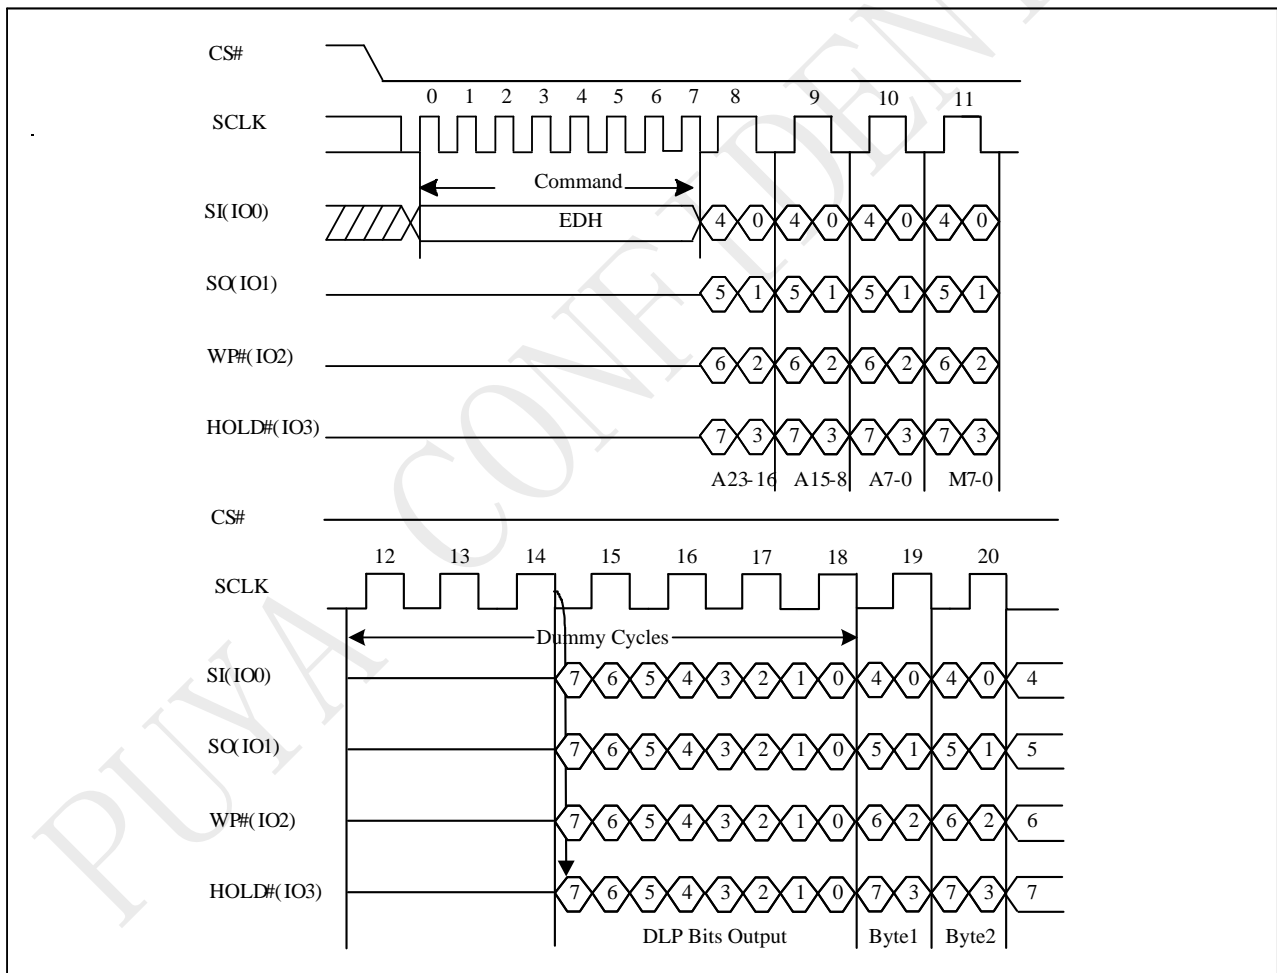 CS#
0 1 2 3 4 5 6 7 8 9 10 11
SCLK
Command
SI(IO0) EDH 4 0 4 0 4 0 4 0
SO(IO1) 5 1 5 1 5 1 5 1
WP#(IO2) 6 2 6 2 6 2 6 2
HOLD#(IO3) 7 3 7 3 7 3 7 3
A23-16 A15-8 A7-0 M7-0
CS#
12 13 14 15 16 17 18 19 20
SCLK
Dummy Cycles
SI(IO0) 7 6 5 4 3 2 1 0 4 0 4 0 4
SO(IO1) 7 6 5 4 3 2 1 0 5 1 5 1 5
WP#(IO2) 7 6 5 4 3 2 1 0 6 2 6 2 6
HOLD#(IO3) 7 6 5 4 3 2 1 0 7 3 7 3 7
DLP Bits Output Byte1 Byte2
PUYA CONFIDEN